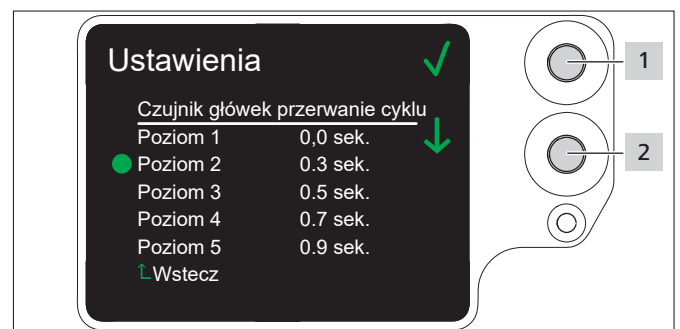 Ustawienia
1
Czujnik główek przerwanie cyklu
Poziom 1 0,0 sek.
Poziom 2 0.3 sek.
2
Poziom 3 0.5 sek.
Poziom 4 0.7 sek.
Poziom 5 0.9 sek.
Wstecz